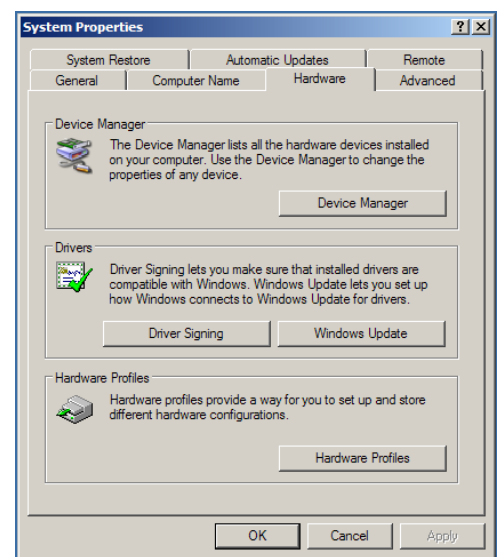 System Properties
System Restore
Automatic Updates
Remote
General
Computer Name
Hardware
Advanced
Device Manager
The Device Manager lists all the hardware devices installed
on your computer. Use the Device Manager to change the
properties of any device.
Device Manager
Drivers
Driver Signing lets you make sure that installed drivers are
compatible with Windows. Windows Update lets you set up
how Windows connects to Windows Update for drivers.
Driver Signing
Windows Update
Hardware Profiles
Hardware profiles provide a way for you to set up and store
different hardware configurations.
Hardware Profiles
OK
Cancel
Apply